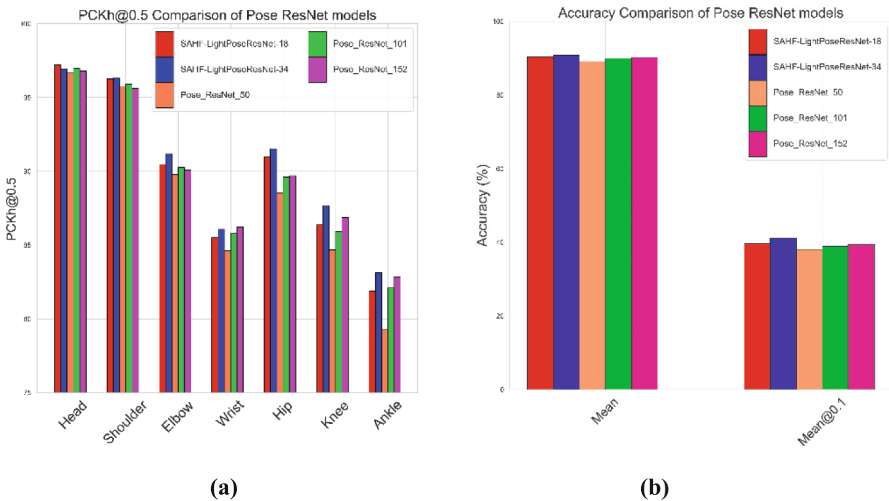 PCKh@0.5 Comparison of Pose ResNet models
SAHF-LightPoseResNet-18
SAHF-LightPoseResNet-34
Pose_ResNet_50
Pose_ResNet_101
Pose_ResNet_152
PCKh@0.5
100
95
90
85
80
75
Head
Shoulder
Elbow
Wrist
Hip
Knee
Ankle
(a)
Accuracy Comparison of Pose ResNet models
SAHF-LightPoseResNet-18
SAHF-LightPoseResNet-34
Pose_ResNet_50
Pose_ResNet_101
Pose_ResNet_152
Accuracy (%)
100
80
60
40
20
0
Mean
Mean@0.1
(b)